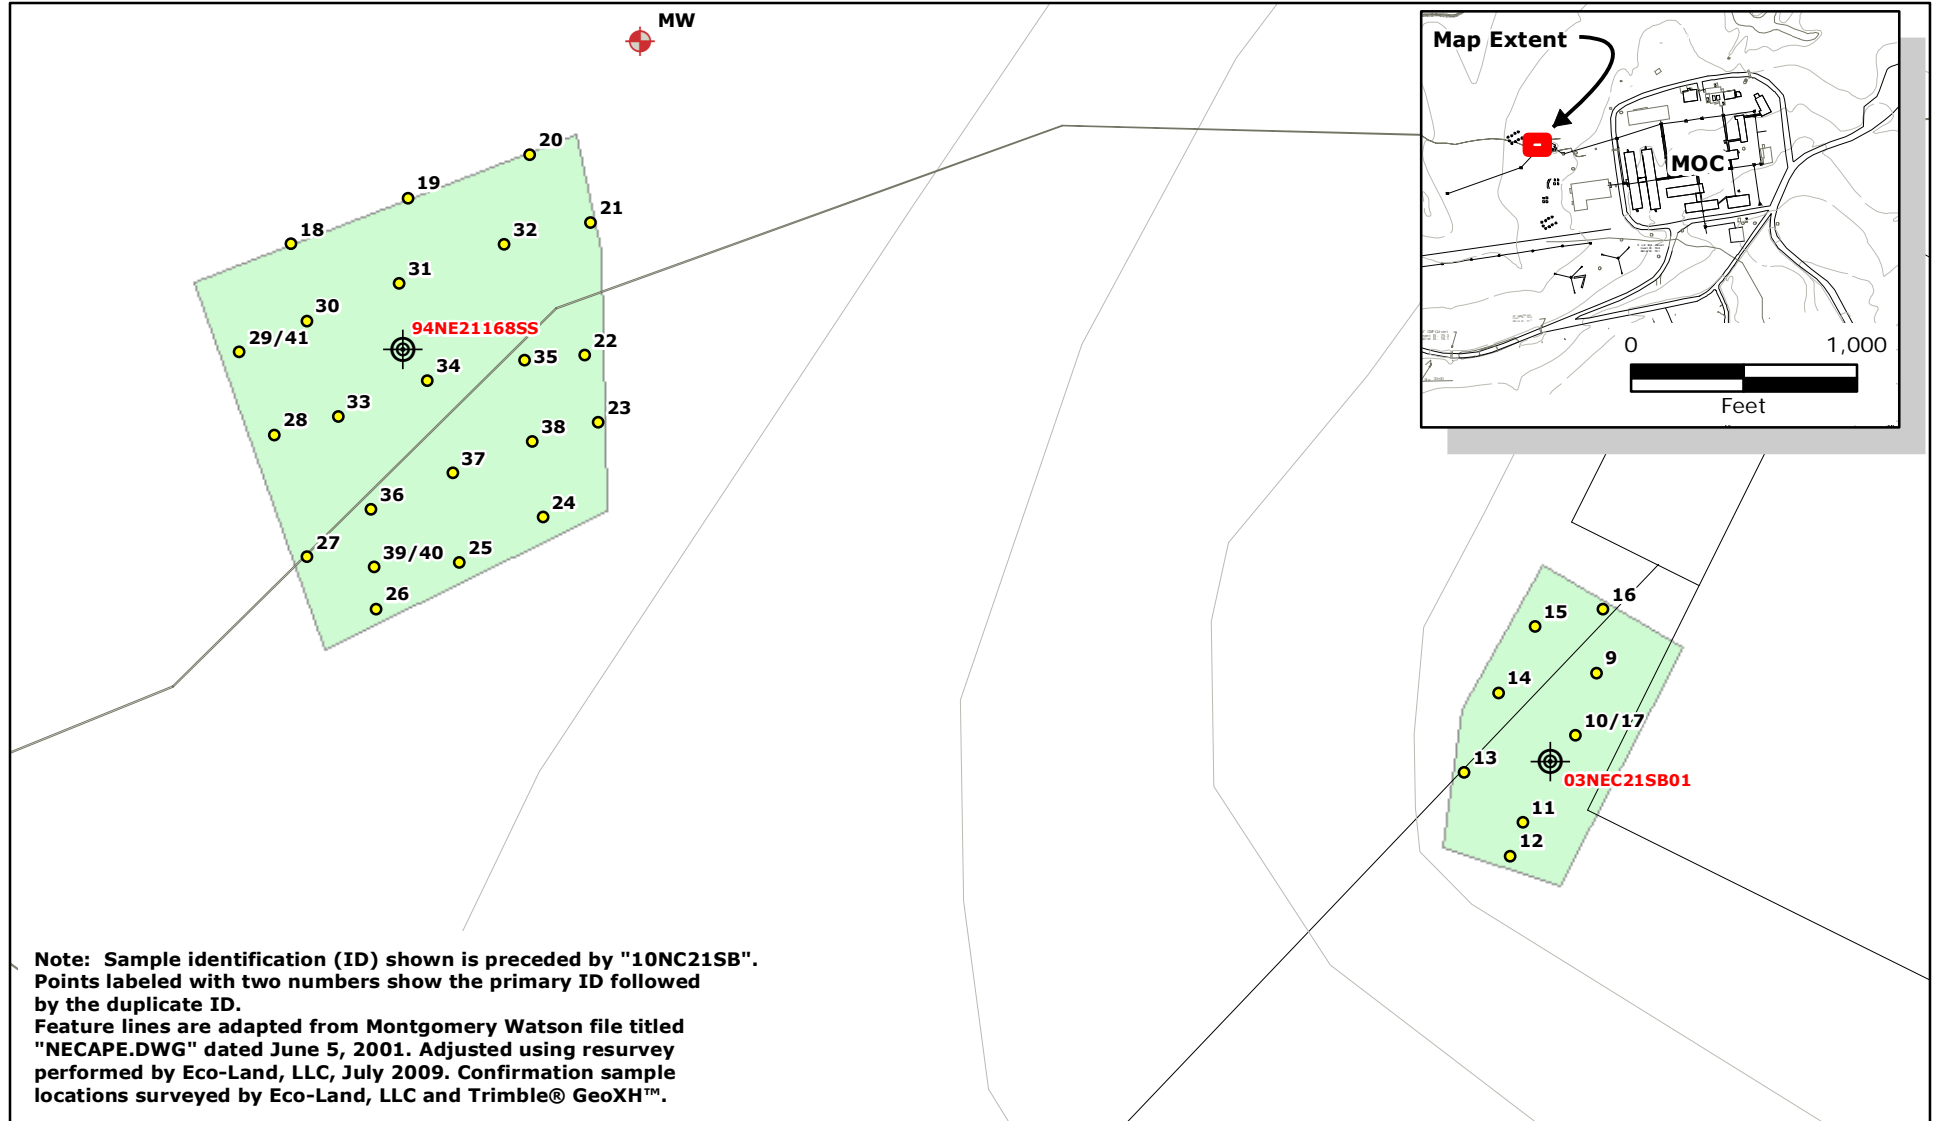 MW
Map Extent
MOC
0 1,000
Feet
20
19
21
18
32
31
30
94NE21168SS
29/41
22
35
34
33
28
23
38
37
36
24
27
39/40
25
26
16
15
9
14
10/17
13
03NEC21SB01
11
12
Note: Sample identification (ID) shown is preceded by "10NC21SB".
Points labeled with two numbers show the primary ID followed
by the duplicate ID.
Feature lines are adapted from Montgomery Watson file titled
"NECAPE.DWG" dated June 5, 2001. Adjusted using resurvey
performed by Eco-Land, LLC, July 2009. Confirmation sample
locations surveyed by Eco-Land, LLC and Trimble® GeoXH™.